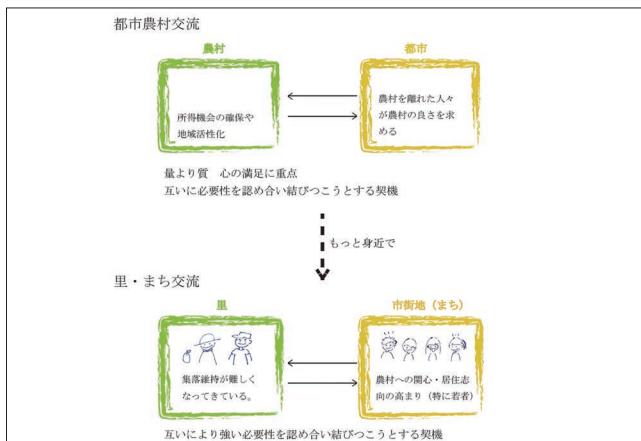 都市農村交流
農村
都市
所得機会の確保や
地域活性化
農村を離れた人々
が農村の良さを求
める
量より質　心の満足に重点
互いに必要性を認め合い結びつこうとする契機
もっと身近で
里・まち交流
里
市街地（まち）
集落維持が難しく
なってきている。
農村への関心・居住志
向の高まり（特に若者）
互いにより強い必要性を認め合い結びつこうとする契機